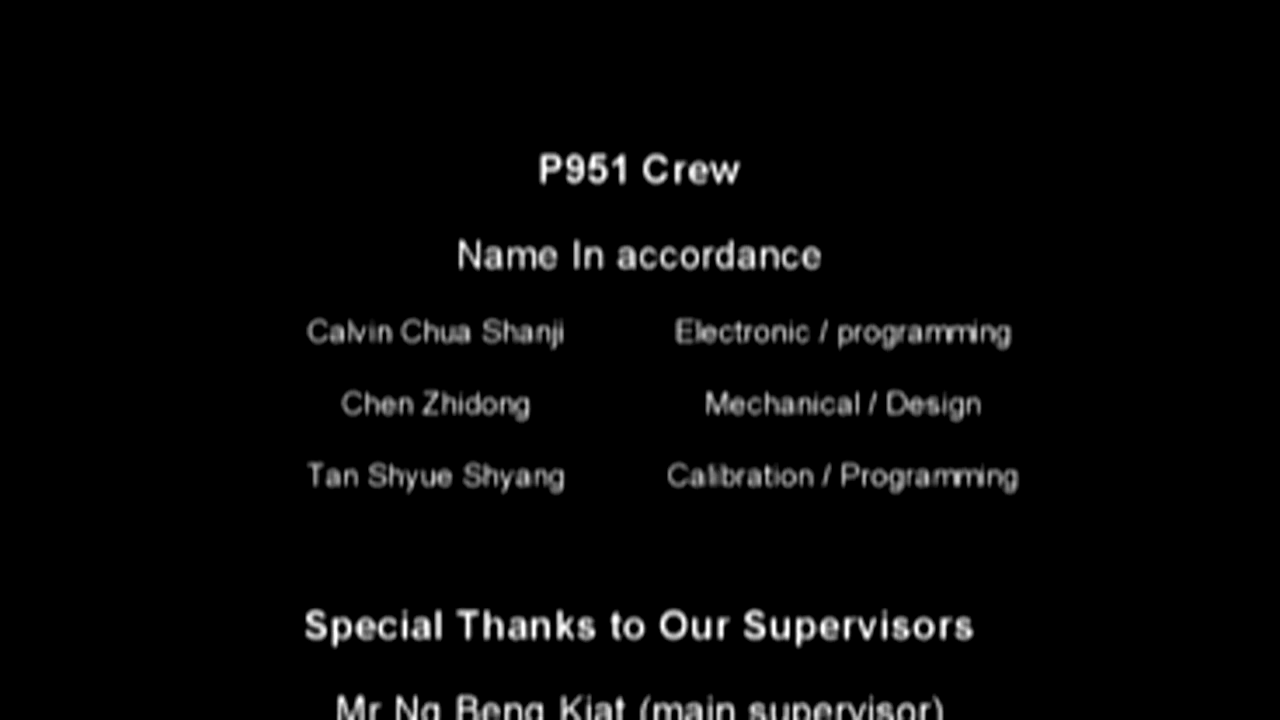 P951 Crew
Name In accordance
Calvin Chua Shanji Electronic / programming
Chen Zhidong Mechanical / Design
Tan Shyue Shyang Calibration / Programming
Special Thanks to Our Supervisors
Mr Ng Beng Kiat (main supervisor)